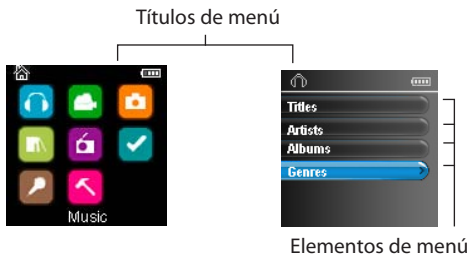 Títulos de menú
Music
Titles
Artists
Albums
Genres
Elementos de menú